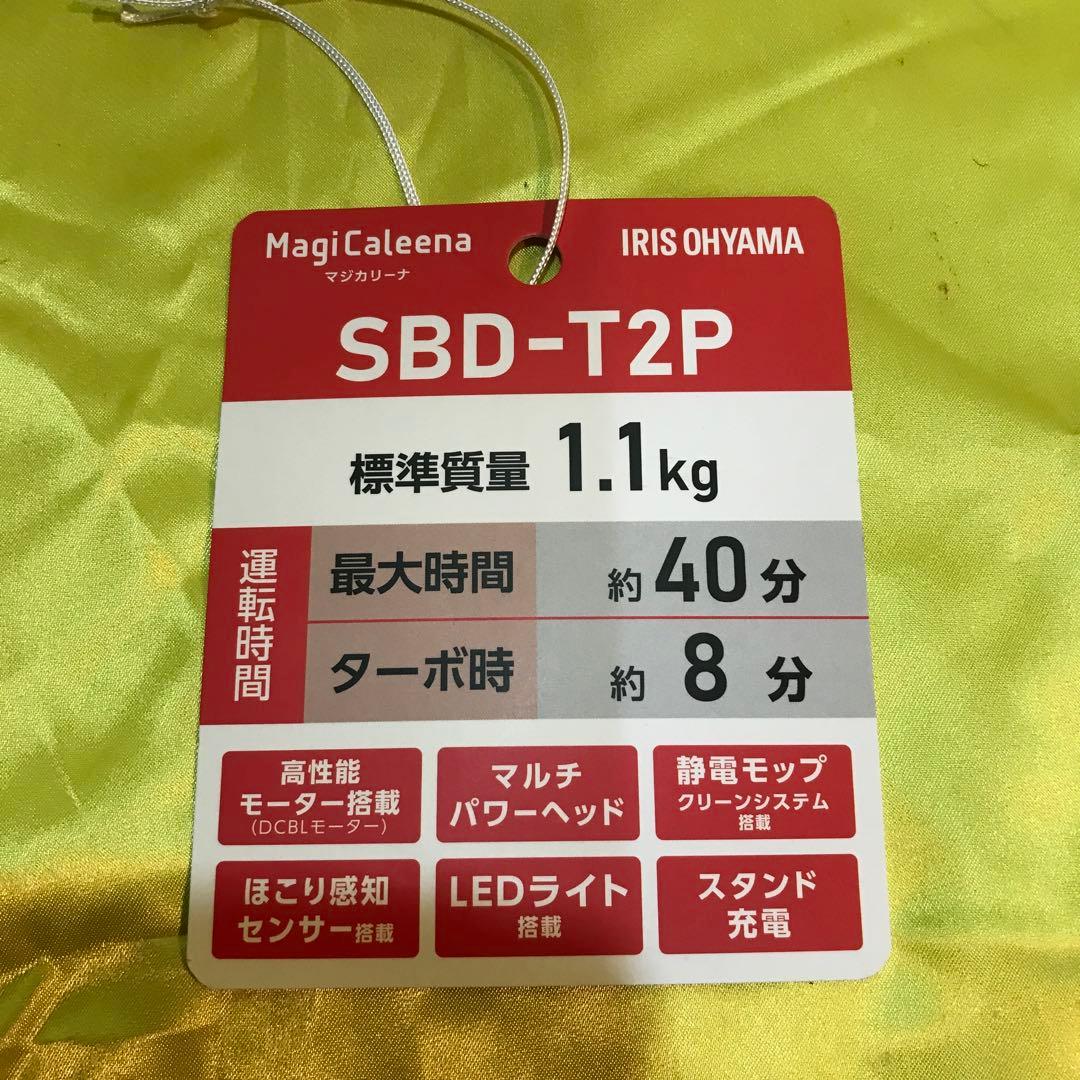 MagiCaleena
マジカリーナ
IRIS OHYAMA
SBD-T2P
標準質量 1.1kg
運転時間
最大時間 約40分
ターボ時 約8分
高性能
モーター搭載
(DCBLモーター)
マルチ
パワーヘッド
静電モップ
クリーンシステム
搭載
ほこり感知
センサー搭載
LEDライト
搭載
スタンド
充電